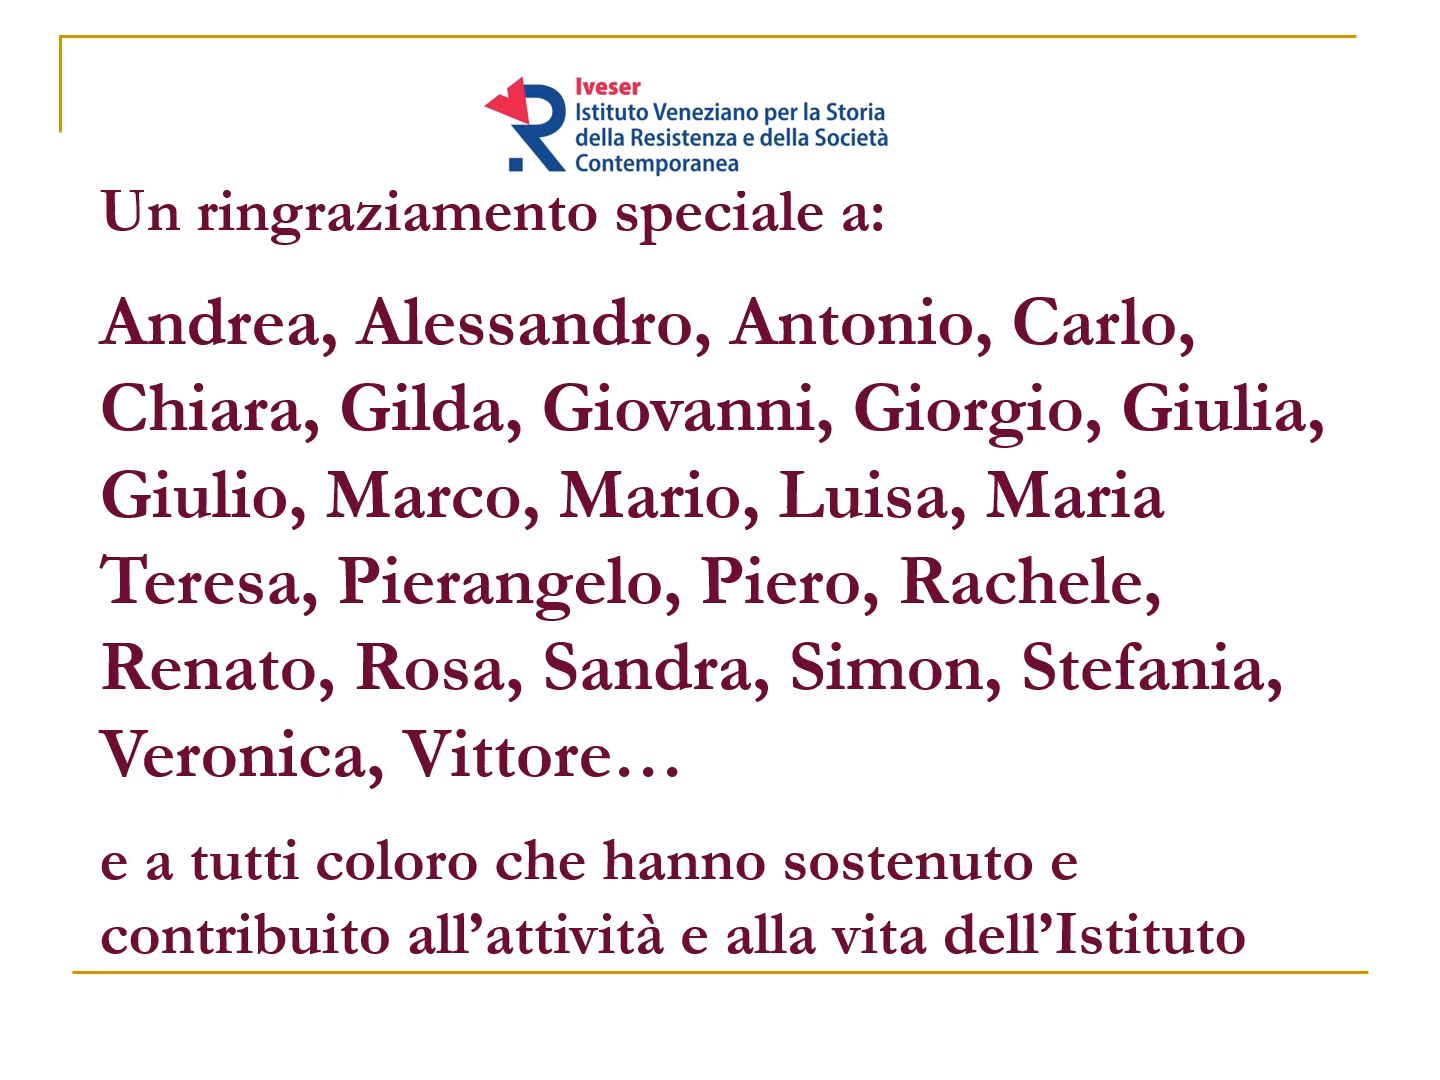 Iveser
Istituto Veneziano per la Storia
della Resistenza e della Società
Contemporanea
Un ringraziamento speciale a:
Andrea, Alessandro, Antonio, Carlo,
Chiara, Gilda, Giovanni, Giorgio, Giulia,
Giulio, Marco, Mario, Luisa, Maria
Teresa, Pierangelo, Piero, Rachele,
Renato, Rosa, Sandra, Simon, Stefania,
Veronica, Vittore…
e a tutti coloro che hanno sostenuto e
contribuito all’attività e alla vita dell’Istituto